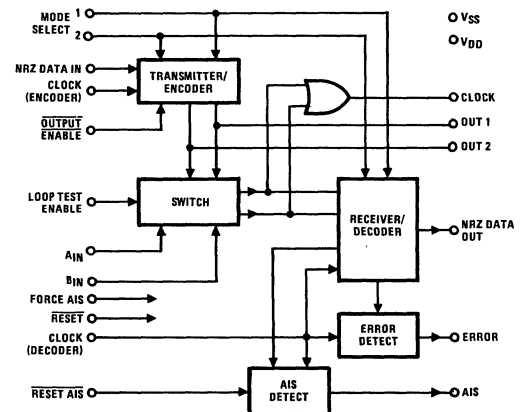 MODE 1
SELECT 2
NRZ DATA IN
CLOCK
(ENCODER)
OUTPUT
ENABLE
TRANSMITTER/
ENCODER
VSS
VDD
CLOCK
OUT 1
OUT 2
LOOP TEST
ENABLE
SWITCH
RECEIVER/
DECODER
NRZ DATA
OUT
AIN
BIN
FORCE AIS
RESET
CLOCK
(DECODER)
ERROR
DETECT
ERROR
RESET AIS
AIS
DETECT
AIS